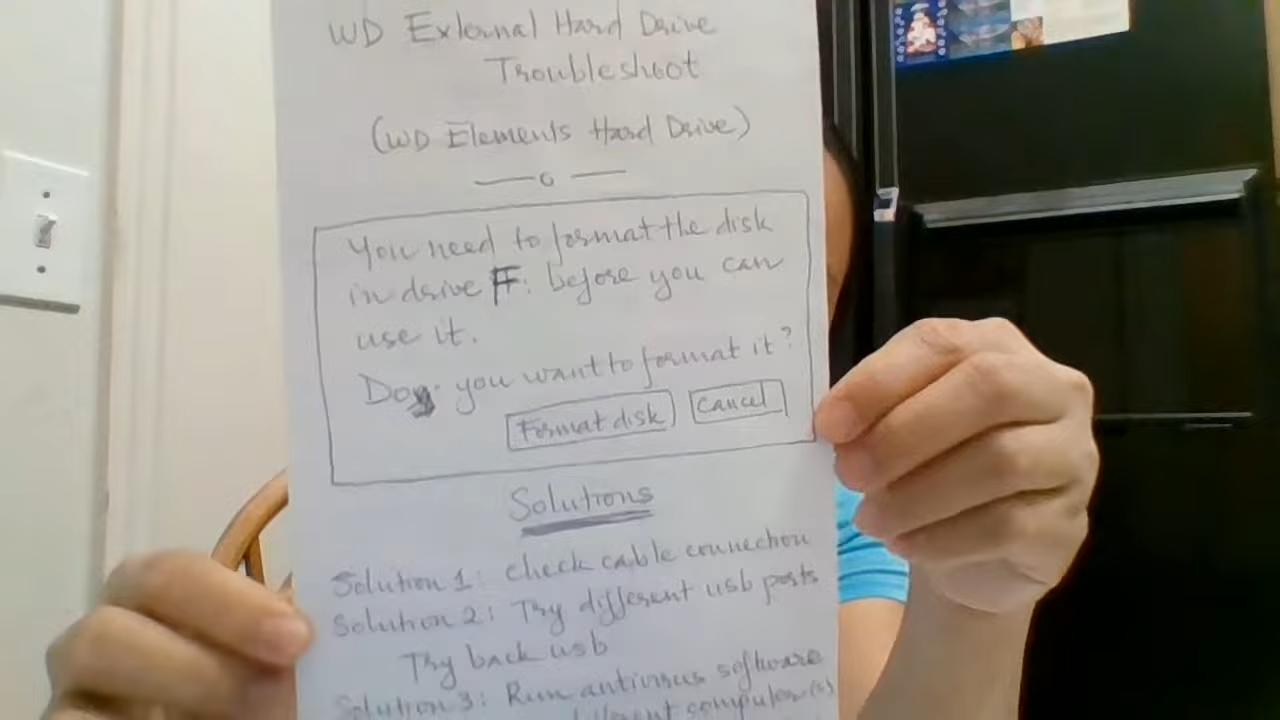 WD External Hard Drive
Troubleshoot
(WD Elements Hard Drive)
You need to format the disk
in drive F: before you can
use it.
Do you want to format it?
Format disk Cancel
Solutions
Solution 1: check cable connection
Solution 2: Try different usb ports
Try back usb
Solution 3: Run antivirus software
different computer(s)